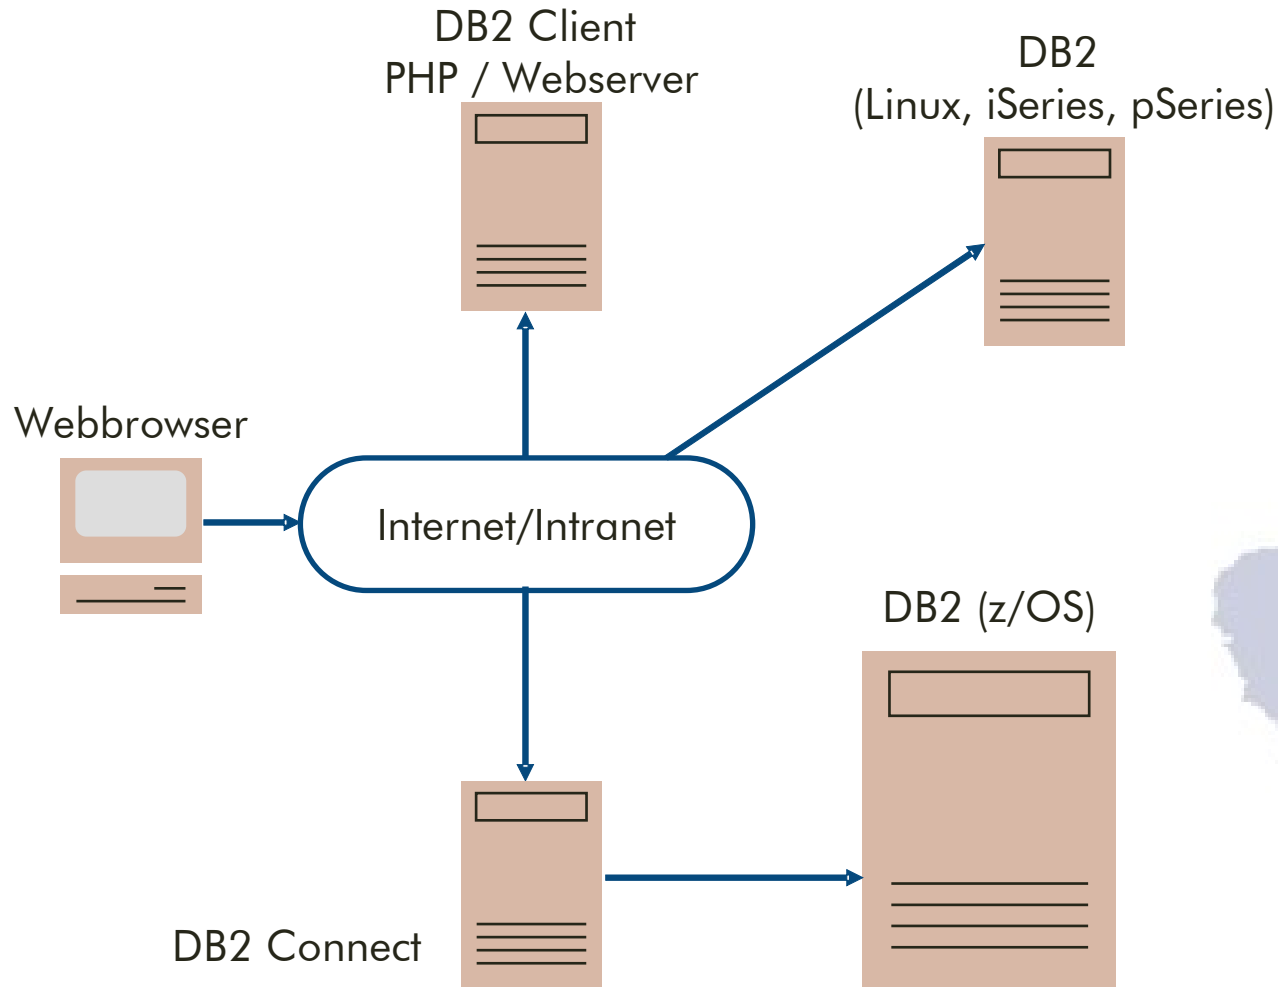 DB2 Client
PHP / Webserver
DB2
(Linux, iSeries, pSeries)
Webbrowser
Internet/Intranet
DB2 (z/OS)
DB2 Connect